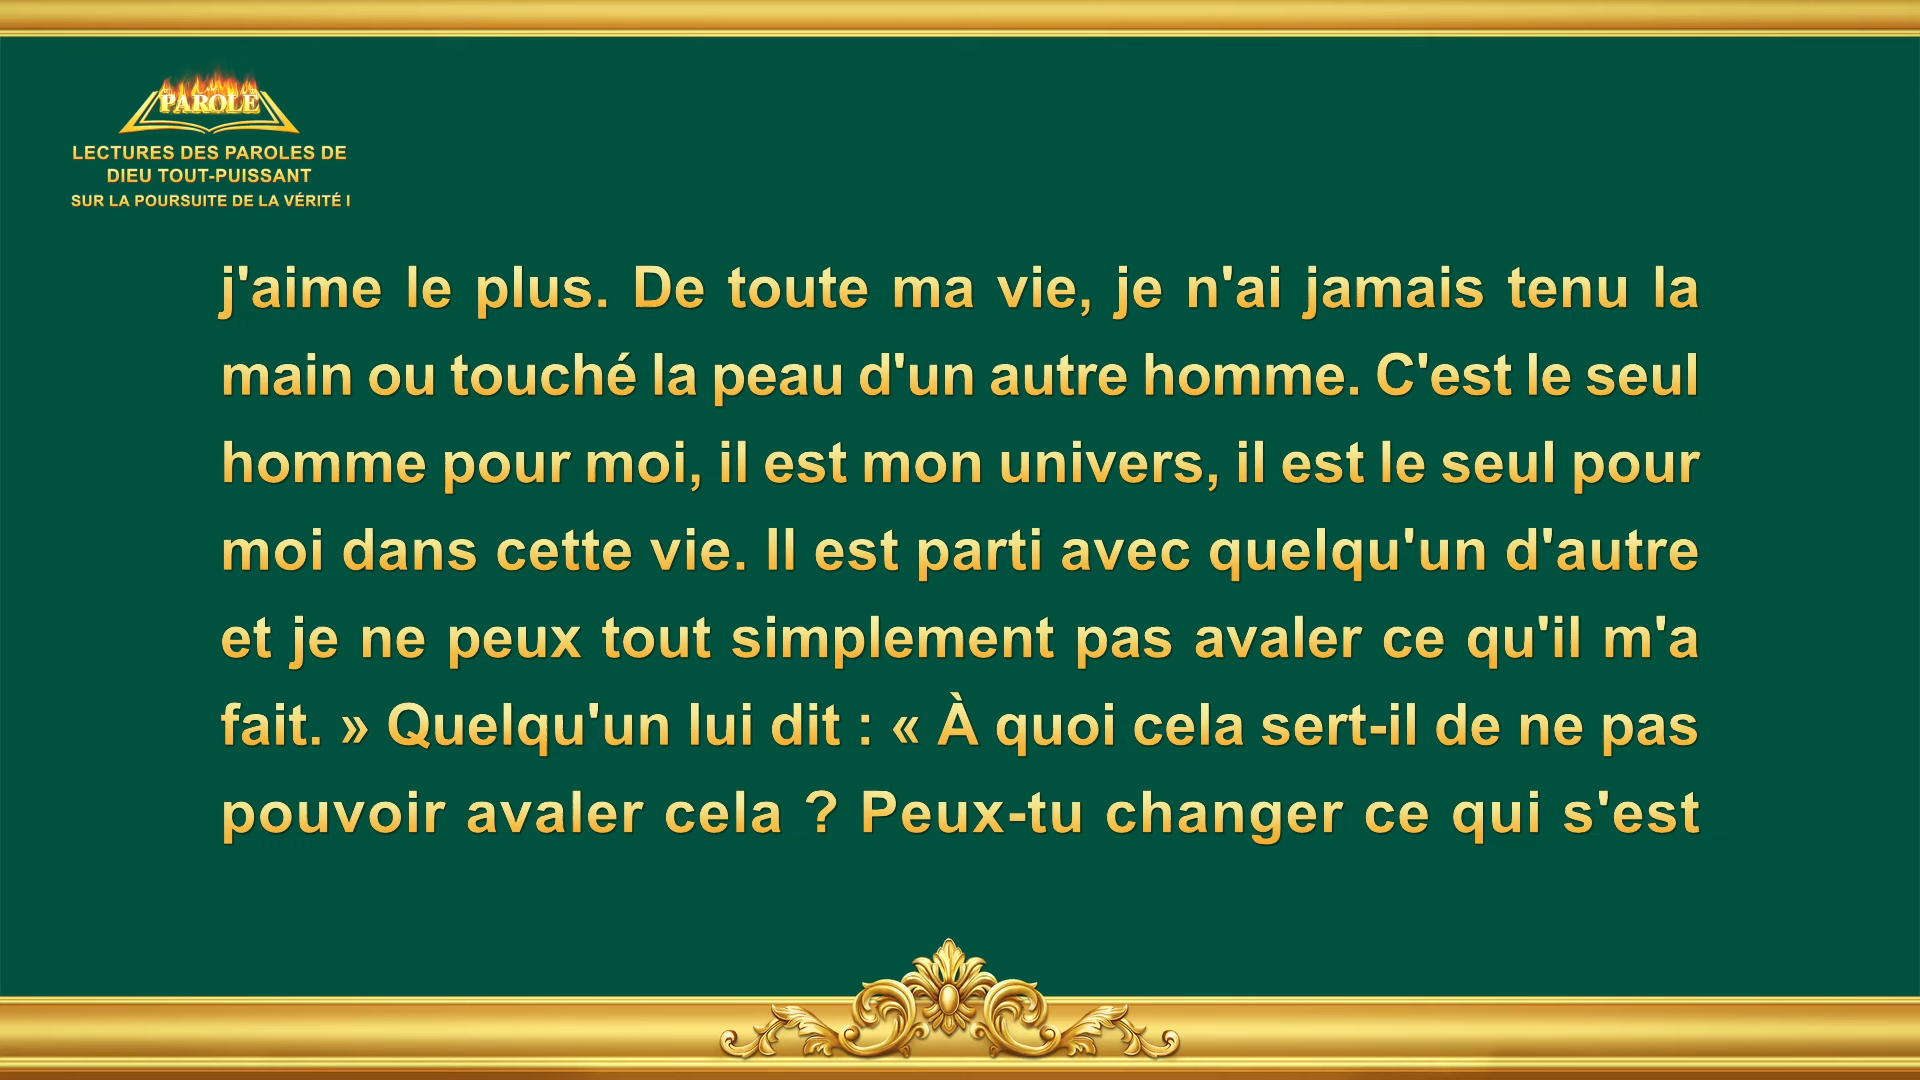 PAROLE
LECTURES DES PAROLES DE
DIEU TOUT-PUISSANT
SUR LA POURSUITE DE LA VÉRITÉ I
j'aime le plus. De toute ma vie, je n'ai jamais tenu la
main ou touché la peau d'un autre homme. C'est le seul
homme pour moi, il est mon univers, il est le seul pour
moi dans cette vie. Il est parti avec quelqu'un d'autre
et je ne peux tout simplement pas avaler ce qu'il m'a
fait. » Quelqu'un lui dit : « À quoi cela sert-il de ne pas
pouvoir avaler cela ? Peux-tu changer ce qui s'est